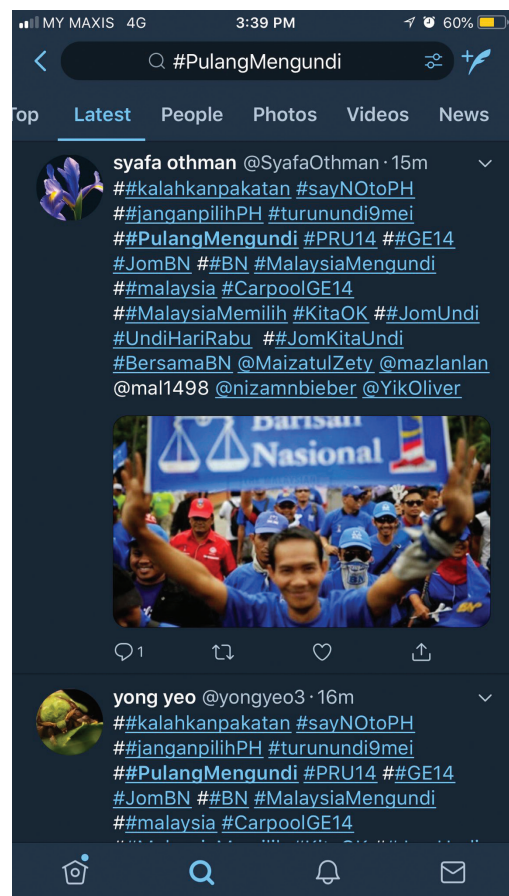 MY MAXIS 4G 3:39 PM 60%
#PulangMengundi
Top Latest People Photos Videos News
syafa othman @SyafaOthman · 15m
##kalahkanpakatan #sayNOtoPH
##janganpilihPH #turunundi9mei
##PulangMengundi #PRU14 ##GE14
#JomBN ##BN #MalaysiaMengundi
##malaysia #CarpoolGE14
##MalaysiaMemilih #KitaOK ##JomUndi
#UndiHariRabu ##JomKitaUndi
#BersamaBN @MaizatulZety @mazlanlan
@mal1498 @nizamnbieber @YikOliver
Barisan
Nasional
1
yong yeo @yongyeo3 · 16m
##kalahkanpakatan #sayNOtoPH
##janganpilihPH #turunundi9mei
##PulangMengundi #PRU14 ##GE14
#JomBN ##BN #MalaysiaMengundi
##malaysia #CarpoolGE14